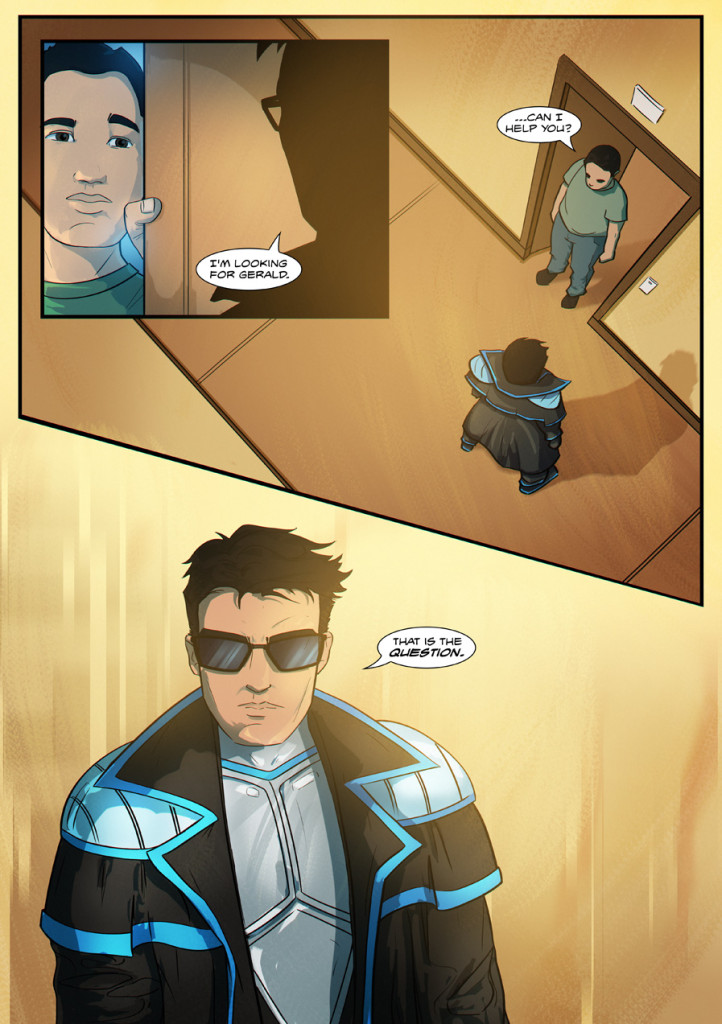 I'M LOOKING
FOR GERALD.
...CAN I
HELP YOU?
THAT IS THE
QUESTION.